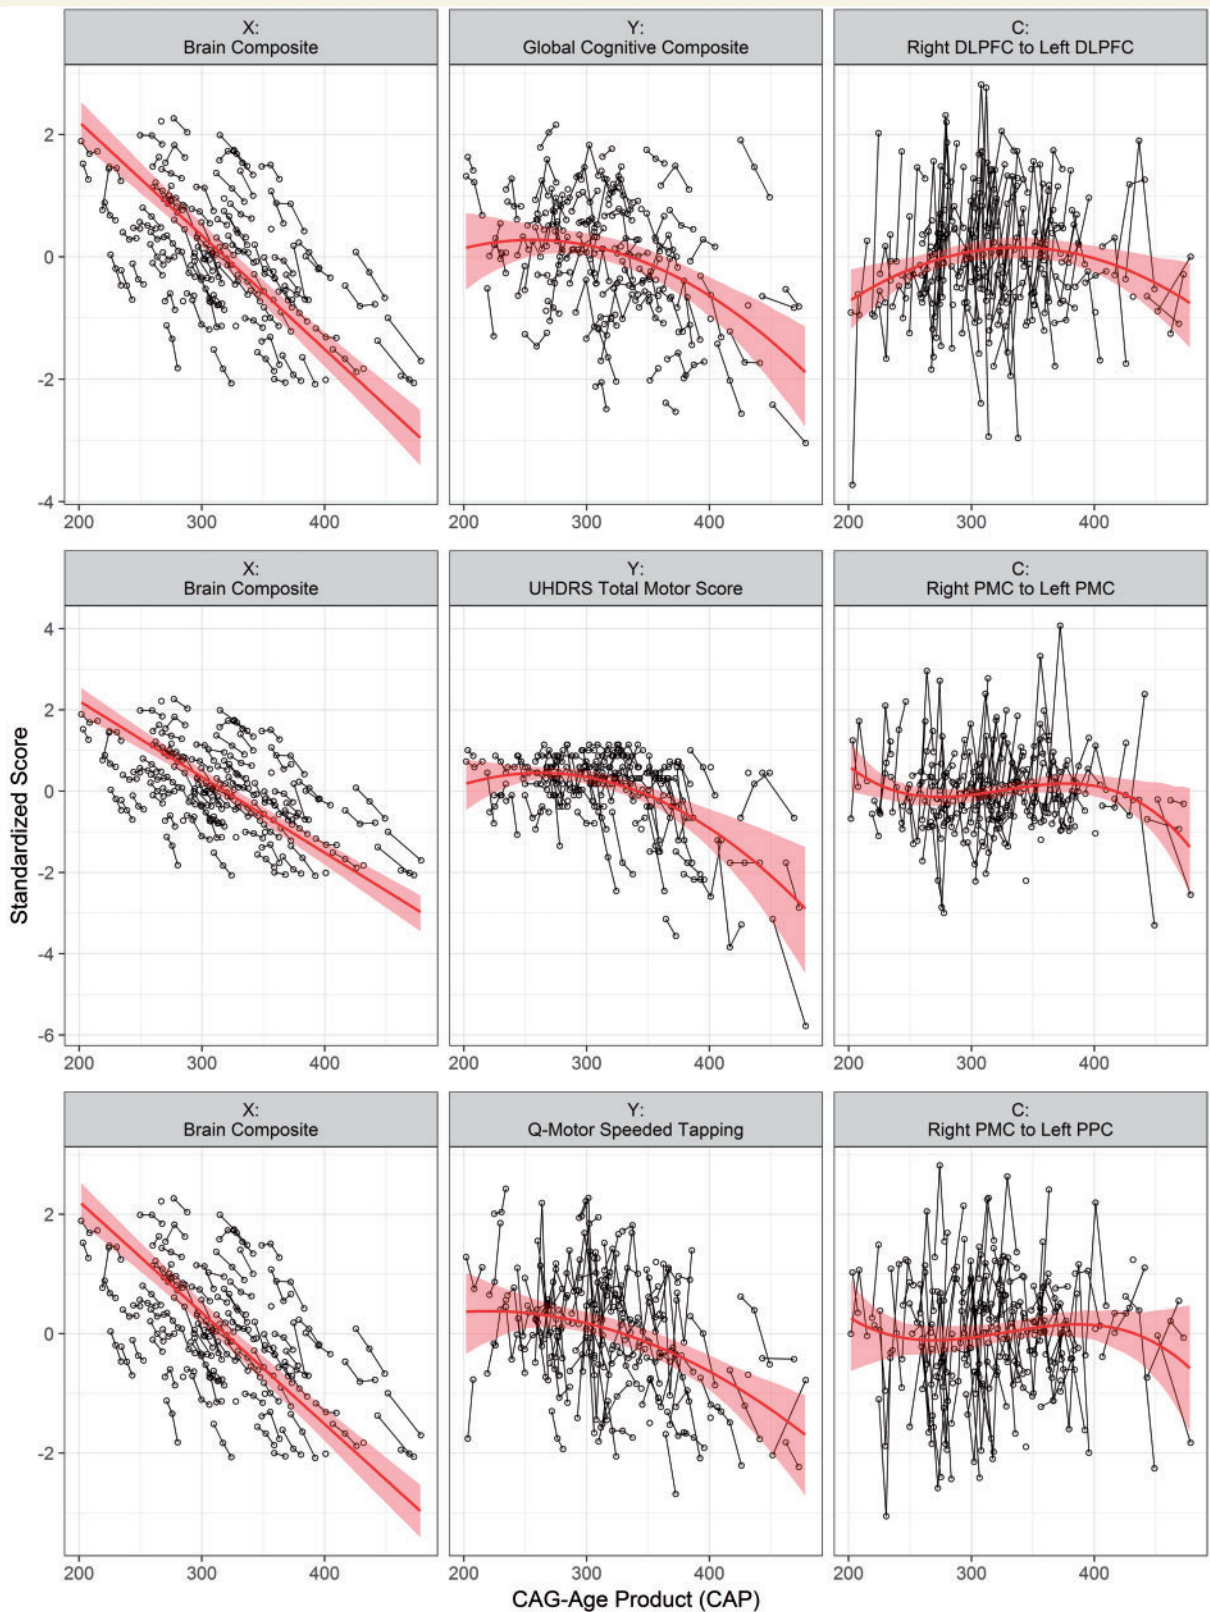 X:
Brain Composite
Y:
Global Cognitive Composite
C:
Right DLPFC to Left DLPFC
2
0
-2
-4
200 300 400
200 300 400
200 300 400
X:
Brain Composite
Y:
UHDRS Total Motor Score
C:
Right PMC to Left PMC
Standardized Score
4
2
0
-2
-4
-6
200 300 400
200 300 400
200 300 400
X:
Brain Composite
Y:
Q-Motor Speeded Tapping
C:
Right PMC to Left PPC
2
0
-2
200 300 400
200 300 400
200 300 400
CAG-Age Product (CAP)